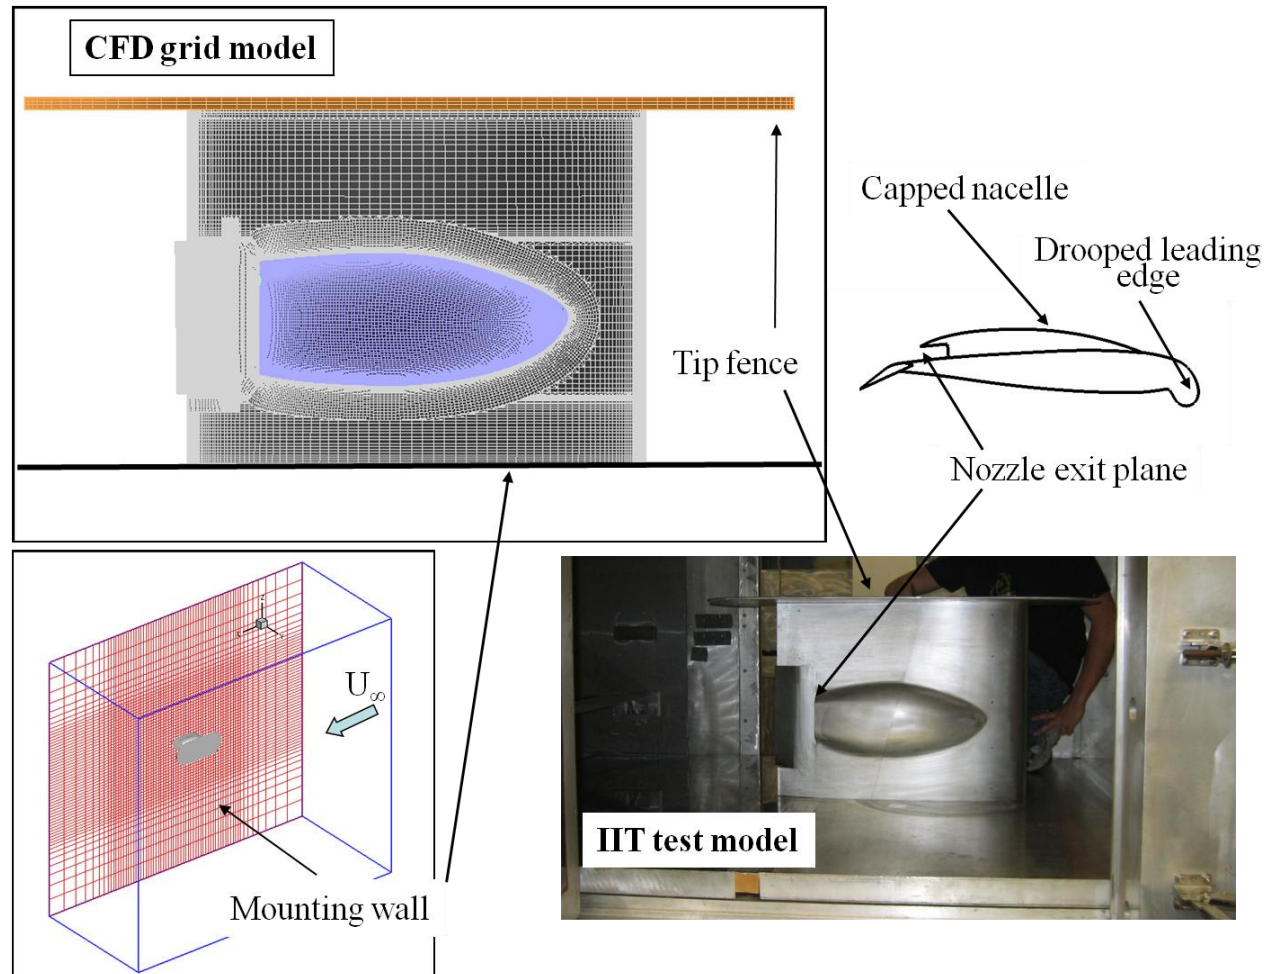 CFD grid model
Capped nacelle
Drooped leading
edge
Tip fence
Nozzle exit plane
U∞
IIT test model
Mounting wall